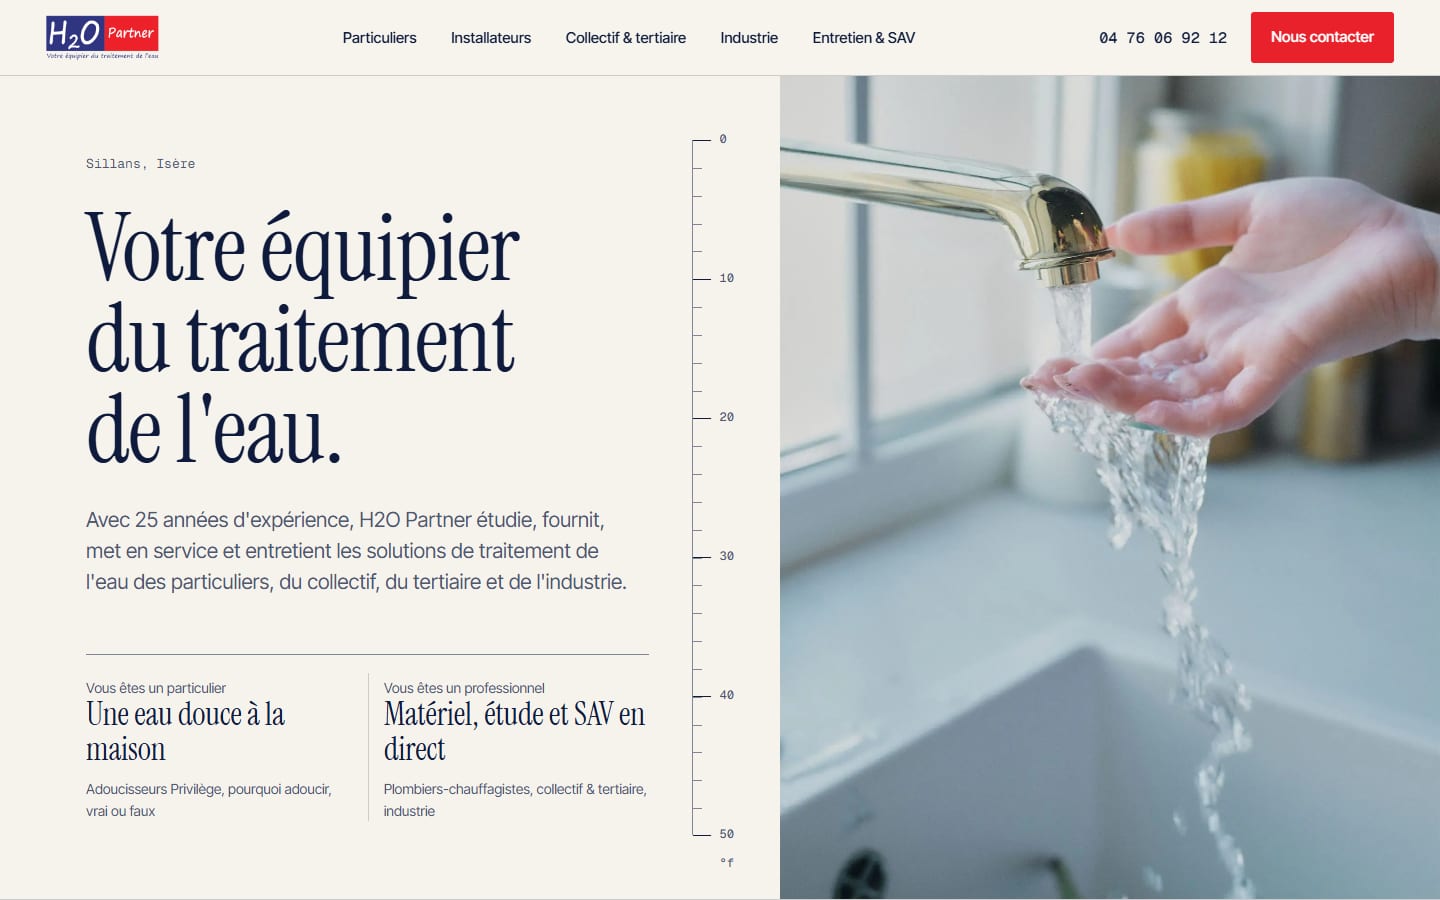 H2O Partner
Votre équipier du traitement de l'eau
Particuliers
Installateurs
Collectif & tertiaire
Industrie
Entretien & SAV
04 76 06 92 12
Nous contacter
Sillans, Isère
Votre équipier
du traitement
de l'eau.
Avec 25 années d'expérience, H2O Partner étudie, fournit,
met en service et entretient les solutions de traitement de
l'eau des particuliers, du collectif, du tertiaire et de l'industrie.
Vous êtes un particulier
Une eau douce à la
maison
Adoucisseurs Privilège, pourquoi adoucir,
vrai ou faux
Vous êtes un professionnel
Matériel, étude et SAV en
direct
Plombiers-chauffagistes, collectif & tertiaire,
industrie
0
10
20
30
40
50
°f